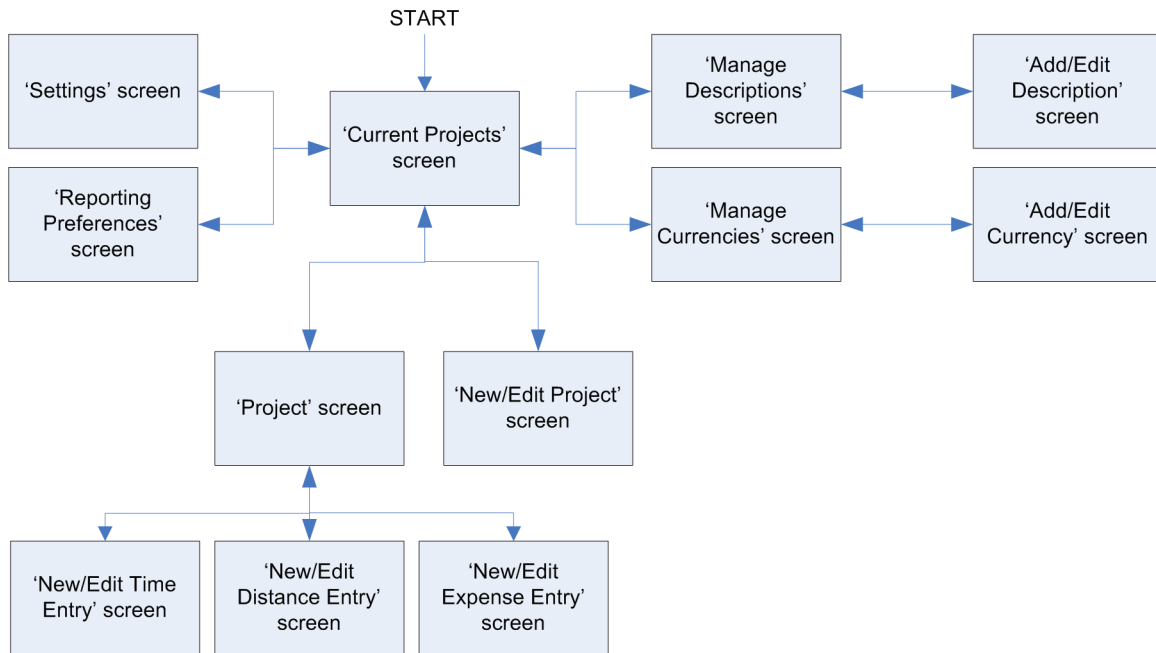 START
‘Settings’ screen
‘Reporting
Preferences’
screen
‘Current Projects’
screen
‘Manage
Descriptions’
screen
‘Add/Edit
Description’
screen
‘Manage
Currencies’ screen
‘Add/Edit
Currency’ screen
‘Project’ screen
‘New/Edit Project’
screen
‘New/Edit Time
Entry’ screen
‘New/Edit
Distance Entry’
screen
‘New/Edit
Expense Entry’
screen